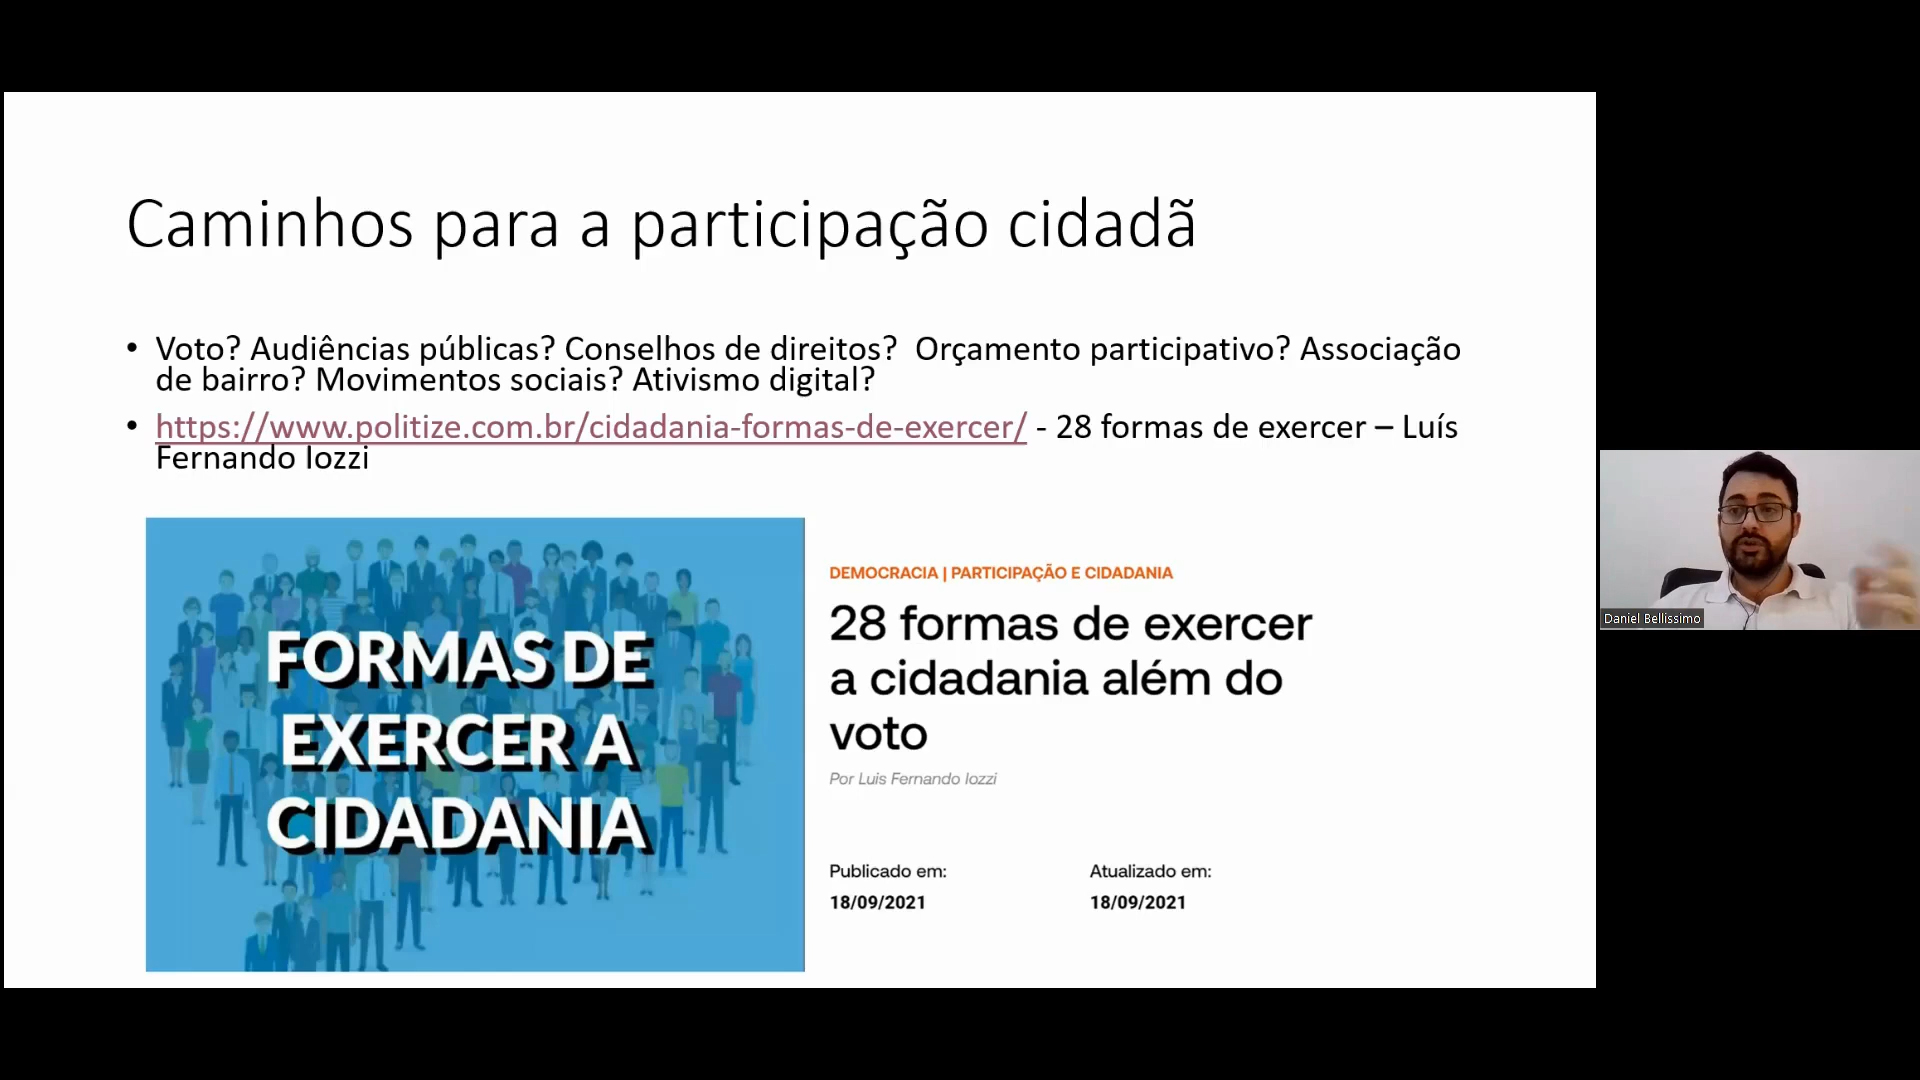 Caminhos para a participação cidadã
• Voto? Audiências públicas? Conselhos de direitos? Orçamento participativo? Associação
de bairro? Movimentos sociais? Ativismo digital?
• https://www.politize.com.br/cidadania-formas-de-exercer/ - 28 formas de exercer – Luís
Fernando Iozzi
FORMAS DE
EXERCER A
CIDADANIA
DEMOCRACIA | PARTICIPAÇÃO E CIDADANIA
28 formas de exercer
a cidadania além do
voto
Por Luis Fernando Iozzi
Publicado em:
18/09/2021
Atualizado em:
18/09/2021
Daniel Bellissimo